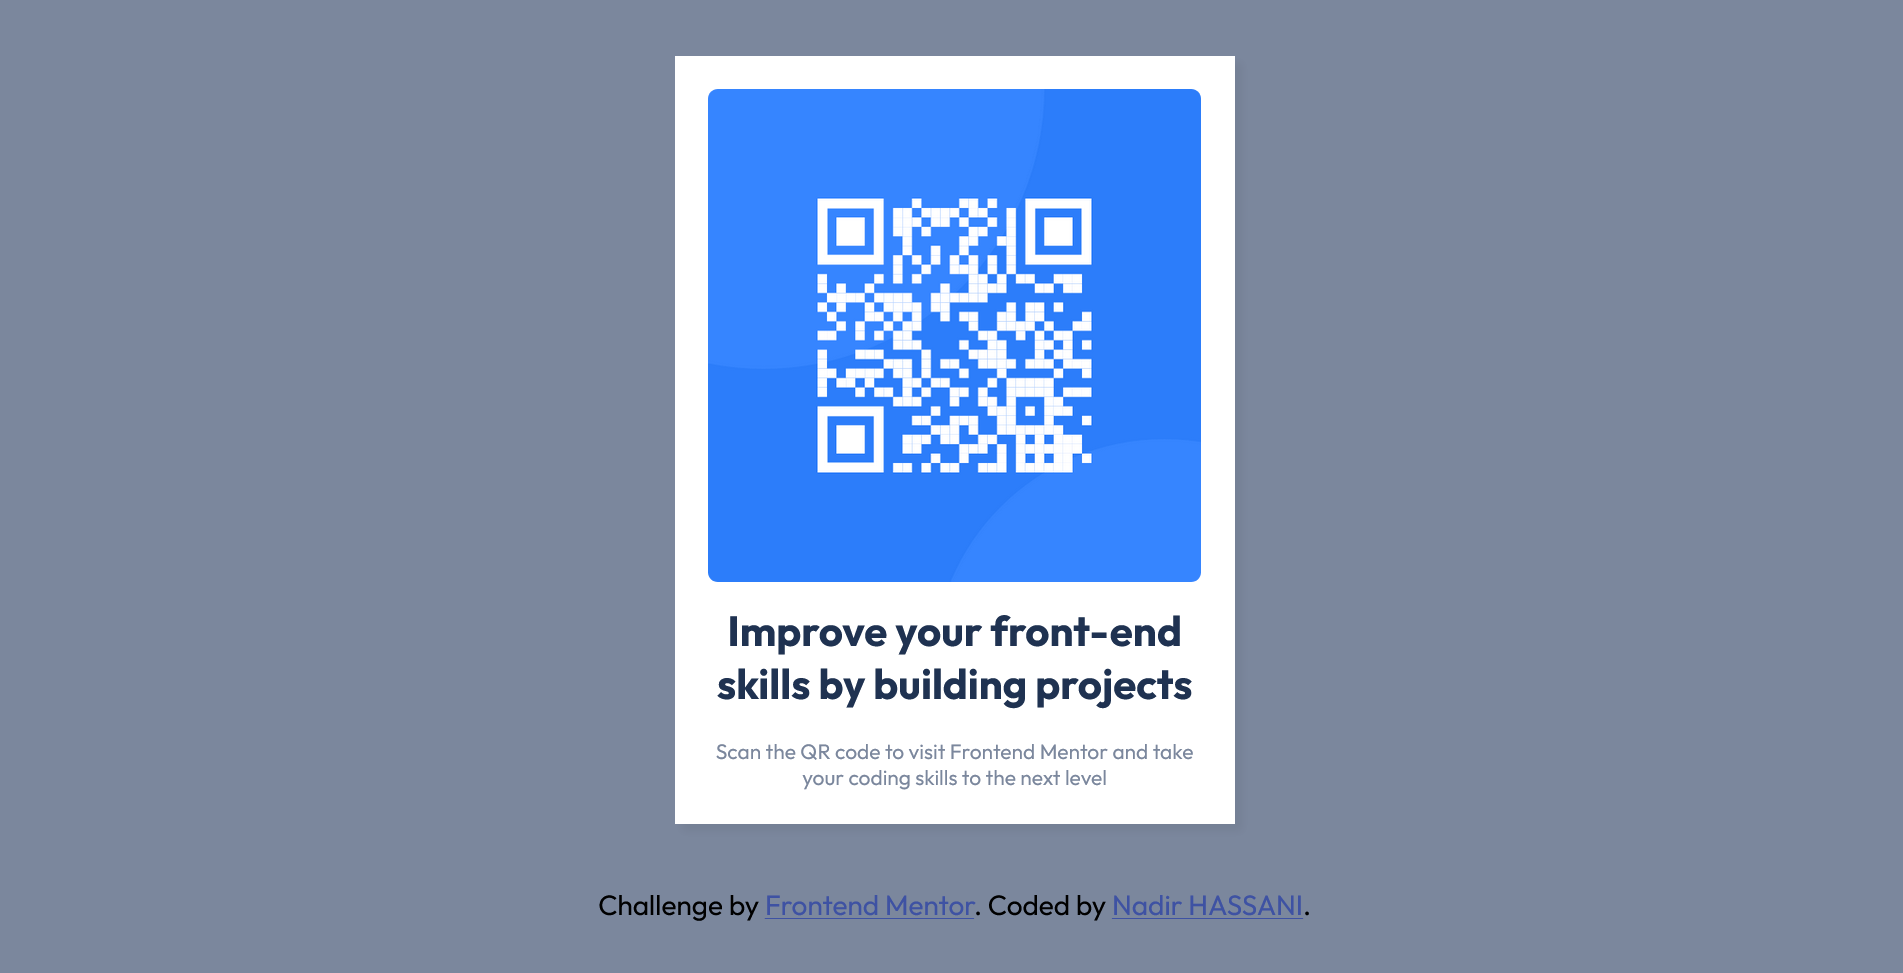 Improve your front-end
skills by building projects
Scan the QR code to visit Frontend Mentor and take
your coding skills to the next level
Challenge by Frontend Mentor. Coded by Nadir HASSANI.